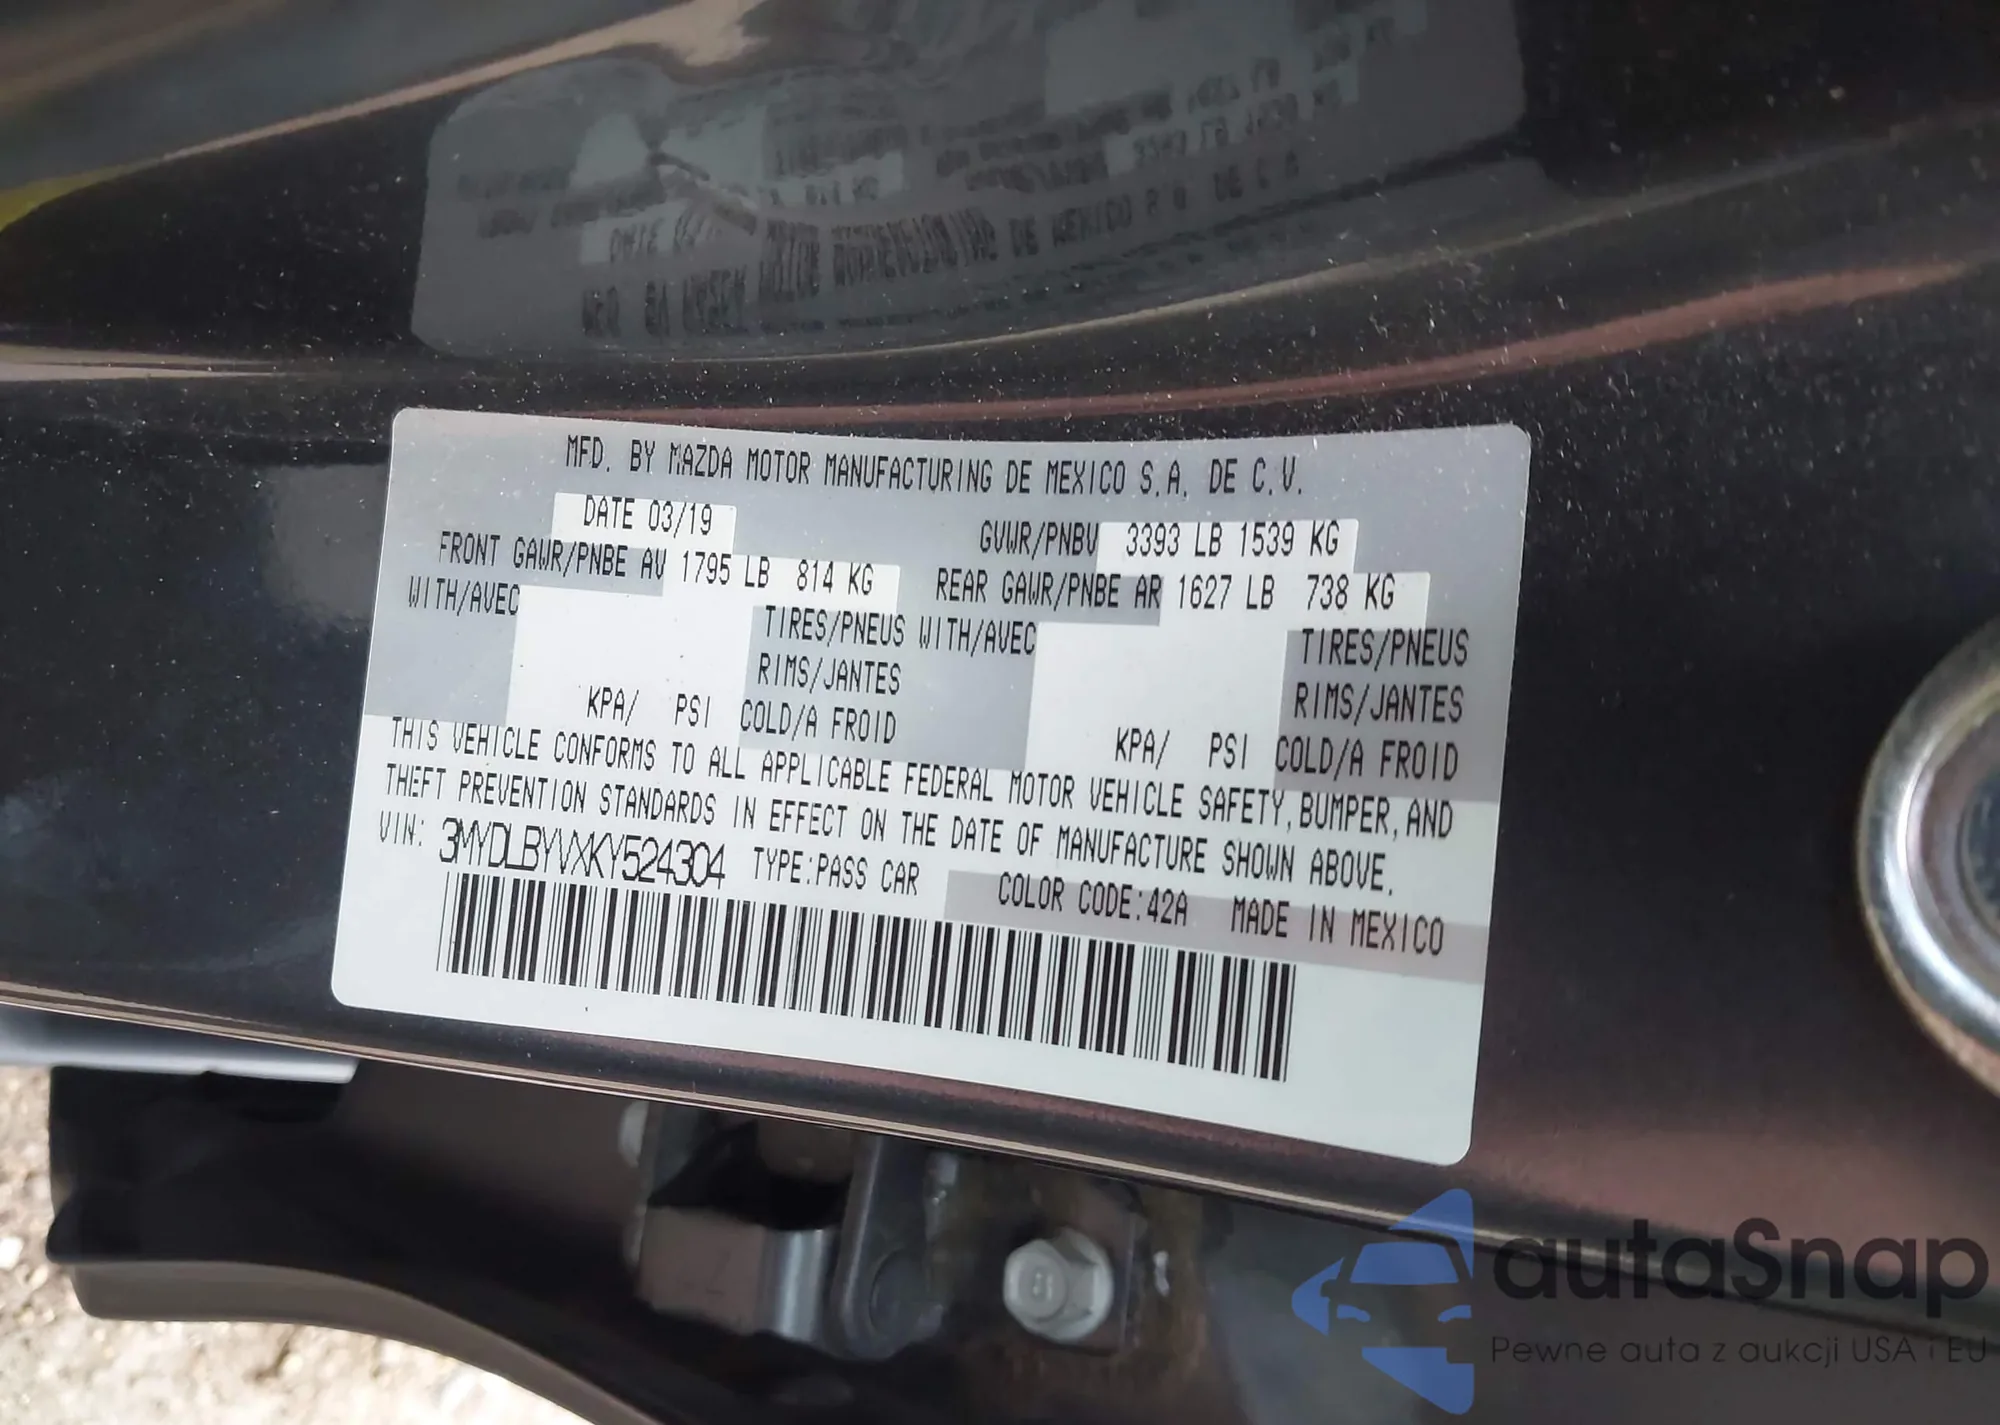 MFD. BY MAZDA MOTOR MANUFACTURING DE MEXICO S.A. DE C.V.
DATE 03/19 GVWR/PNBV 3393 LB 1539 KG
FRONT GAWR/PNBE AV 1795 LB 814 KG REAR GAWR/PNBE AR 1627 LB 738 KG
WITH/AVEC TIRES/PNEUS WITH/AVEC TIRES/PNEUS
RIMS/JANTES RIMS/JANTES
KPA/ PSI COLD/A FROID KPA/ PSI COLD/A FROID
THIS VEHICLE CONFORMS TO ALL APPLICABLE FEDERAL MOTOR VEHICLE SAFETY, BUMPER, AND
THEFT PREVENTION STANDARDS IN EFFECT ON THE DATE OF MANUFACTURE SHOWN ABOVE.
VIN: 3MYDLBYVXKY524304 TYPE:PASS CAR COLOR CODE:42A MADE IN MEXICO
autaSnap
Pewne auta z aukcji USA i EU